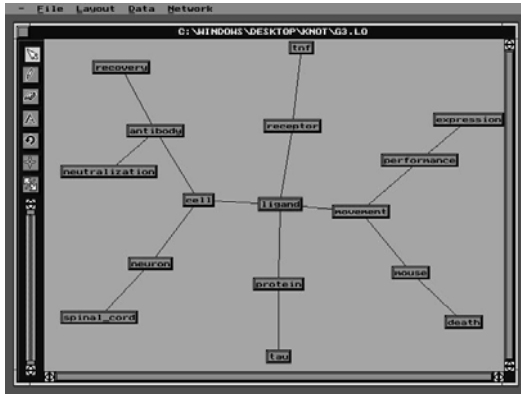 - File Layout Data Network
C:\WINDOWS\DESKTOP\KNOT\G3.LO
tnf
recovery
expression
receptor
antibody
performance
neutralization
cell
ligand
movement
neuron
mouse
protein
spinal_cord
death
tau